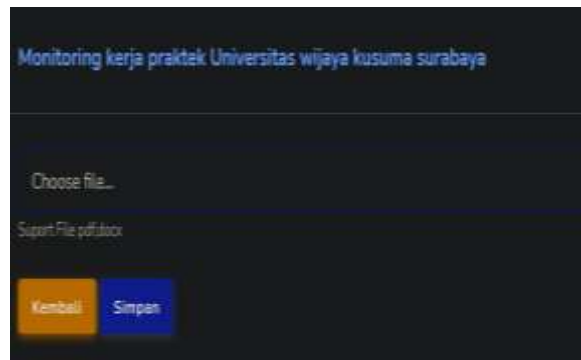 Monitoring kerja praktek Universitas wijaya kusuma surabaya
Choose file...
Suport File pdf,docx
Kembali Simpan